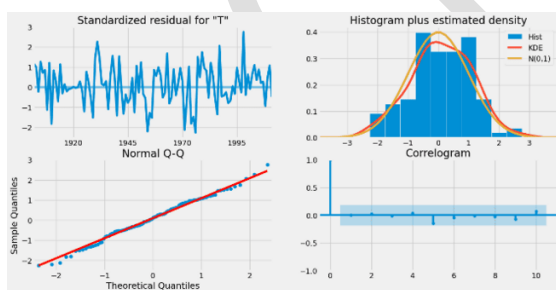 Standardized residual for "T"
3
2
1
0
−1
−2
1920 1945 1970 1995
Histogram plus estimated density
0.4
0.3
0.2
0.1
0.0
−3 −2 −1 0 1 2 3
Hist
KDE
N(0,1)
Normal Q-Q
Sample Quantiles
3
2
1
0
−1
−2
−2 −1 0 1 2
Theoretical Quantiles
Correlogram
1.0
0.5
0.0
−0.5
−1.0
0 2 4 6 8 10